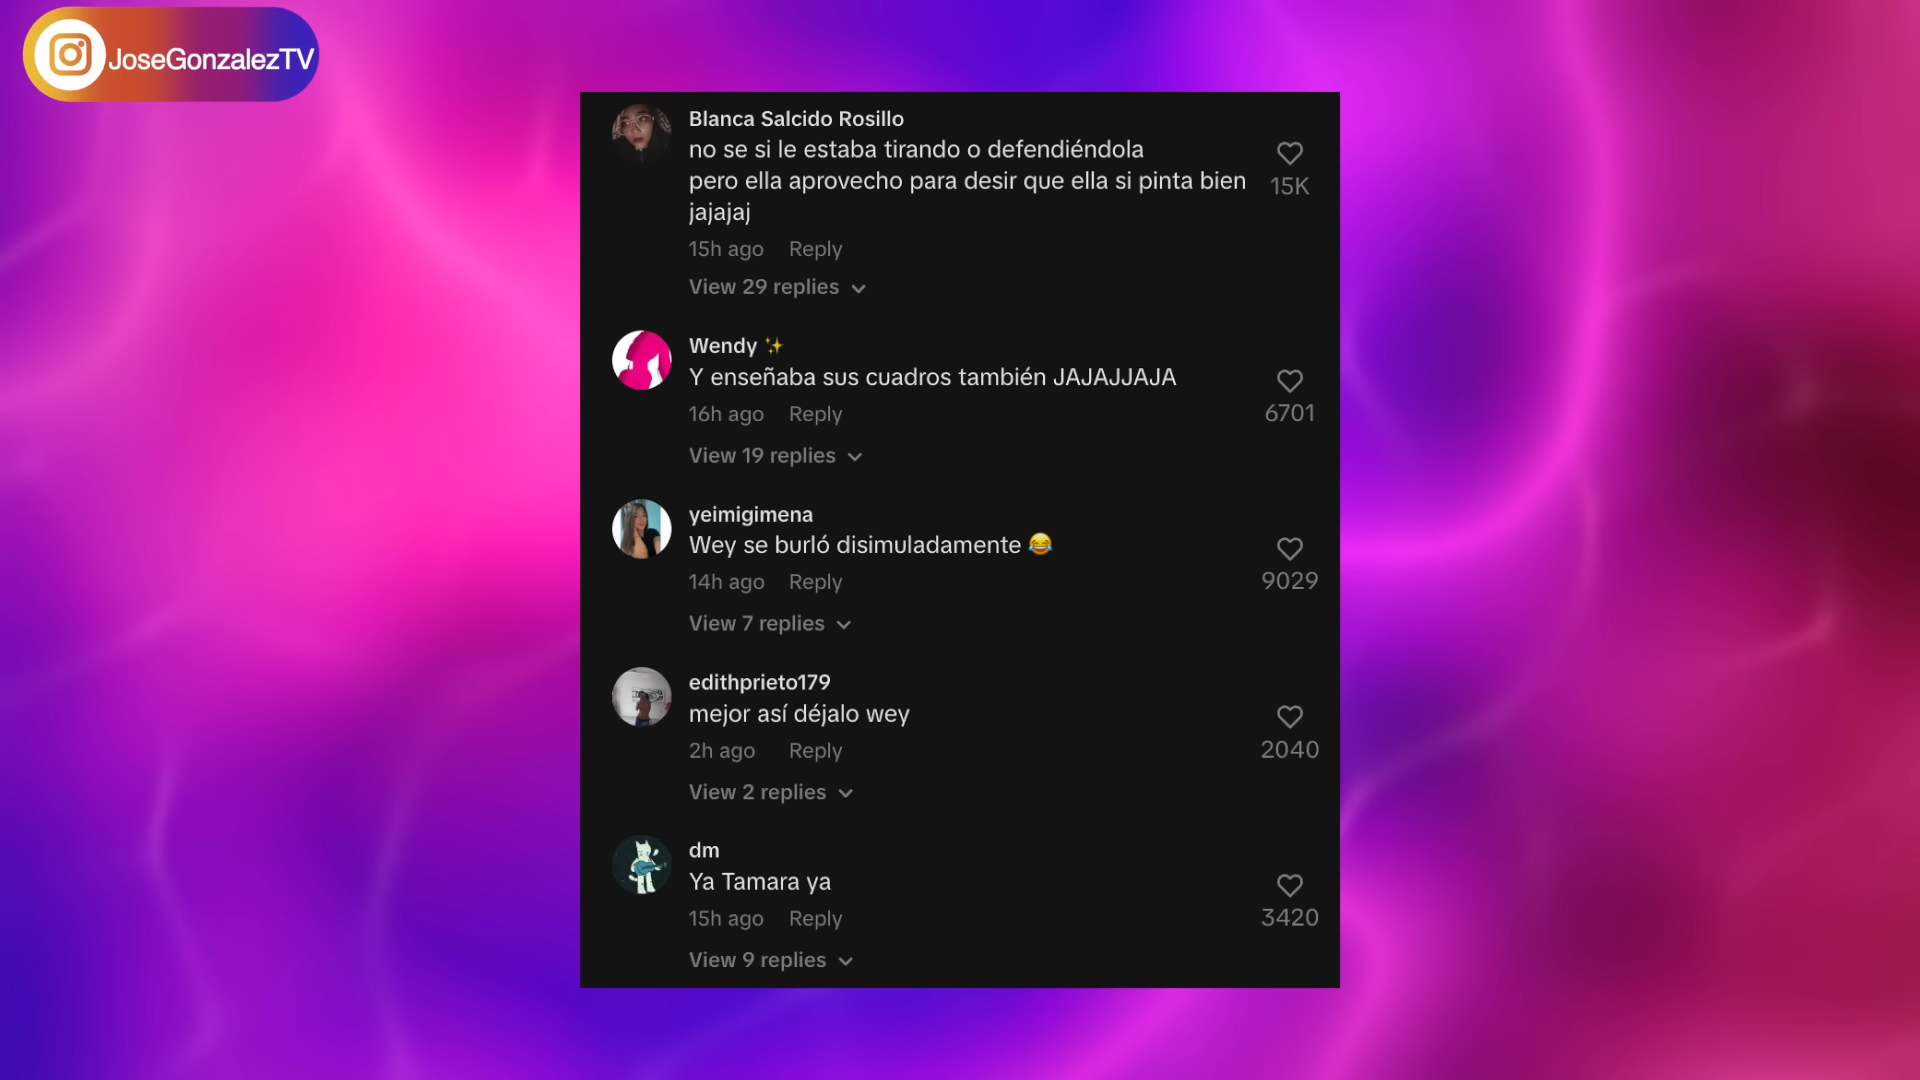 JoseGonzalezTV
Blanca Salcido Rosillo
no se si le estaba tirando o defendiéndola
pero ella aprovecho para desir que ella si pinta bien
jajajaj
15K
15h ago Reply
View 29 replies
Wendy ✨
Y enseñaba sus cuadros también JAJAJJAJA
6701
16h ago Reply
View 19 replies
yeimigimena
Wey se burló disimuladamente 😂
9029
14h ago Reply
View 7 replies
edithprieto179
mejor así déjalo wey
2040
2h ago Reply
View 2 replies
dm
Ya Tamara ya
3420
15h ago Reply
View 9 replies